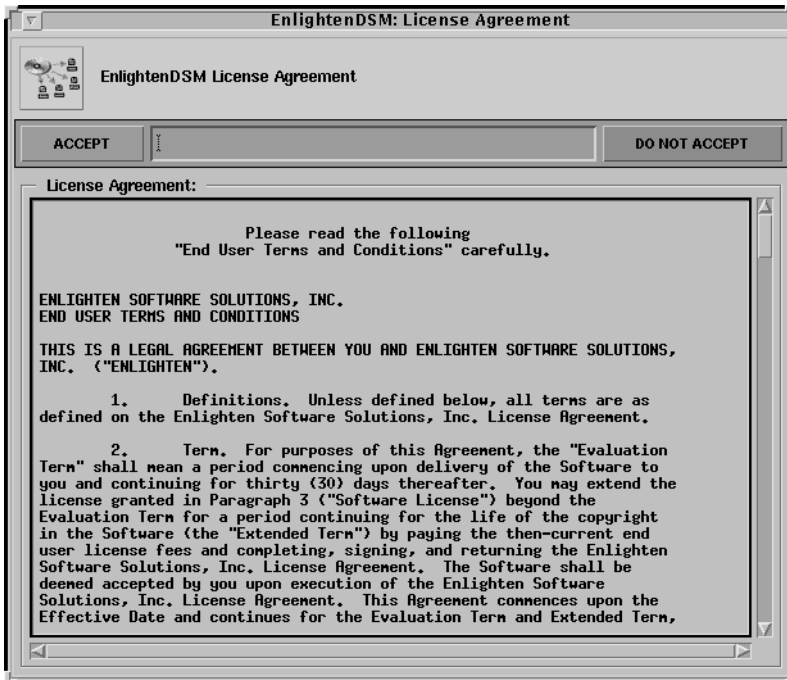 EnlightenDSM: License Agreement
EnlightenDSM License Agreement
ACCEPT
DO NOT ACCEPT
License Agreement:
Please read the following
"End User Terms and Conditions" carefully.
ENLIGHTEN SOFTWARE SOLUTIONS, INC.
END USER TERMS AND CONDITIONS
THIS IS A LEGAL AGREEMENT BETWEEN YOU AND ENLIGHTEN SOFTWARE SOLUTIONS,
INC. ("ENLIGHTEN").
1. Definitions. Unless defined below, all terms are as
defined on the Enlighten Software Solutions, Inc. License Agreement.
2. Term. For purposes of this Agreement, the "Evaluation
Term" shall mean a period commencing upon delivery of the Software to
you and continuing for thirty (30) days thereafter. You may extend the
license granted in Paragraph 3 ("Software License") beyond the
Evaluation Term for a period continuing for the life of the copyright
in the Software (the "Extended Term") by paying the then-current end
user license fees and completing, signing, and returning the Enlighten
Software Solutions, Inc. License Agreement. The Software shall be
deemed accepted by you upon execution of the Enlighten Software
Solutions, Inc. License Agreement. This Agreement commences upon the
Effective Date and continues for the Evaluation Term and Extended Term,